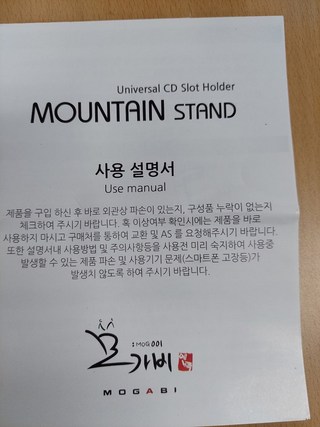 Universal CD Slot Holder
MOUNTAIN STAND
사용 설명서
Use manual
제품을 구입 하신 후 바로 외관상 파손이 있는지, 구성품 누락이 없는지
체크하여 주시기 바랍니다. 혹 이상여부 확인시에는 제품을 바로
사용하지 마시고 구매처를 통하여 교환 및 AS 를 요청해주시기 바랍니다.
또한 설명서내 사용방법 및 주의사항등을 사용전 미리 숙지하여 사용중
발생할 수 있는 제품 파손 및 사용기기 문제(스마트폰 고장등)가
발생치 않도록 하여 주시기 바랍니다.
:MOG001
모가비
MOGABI